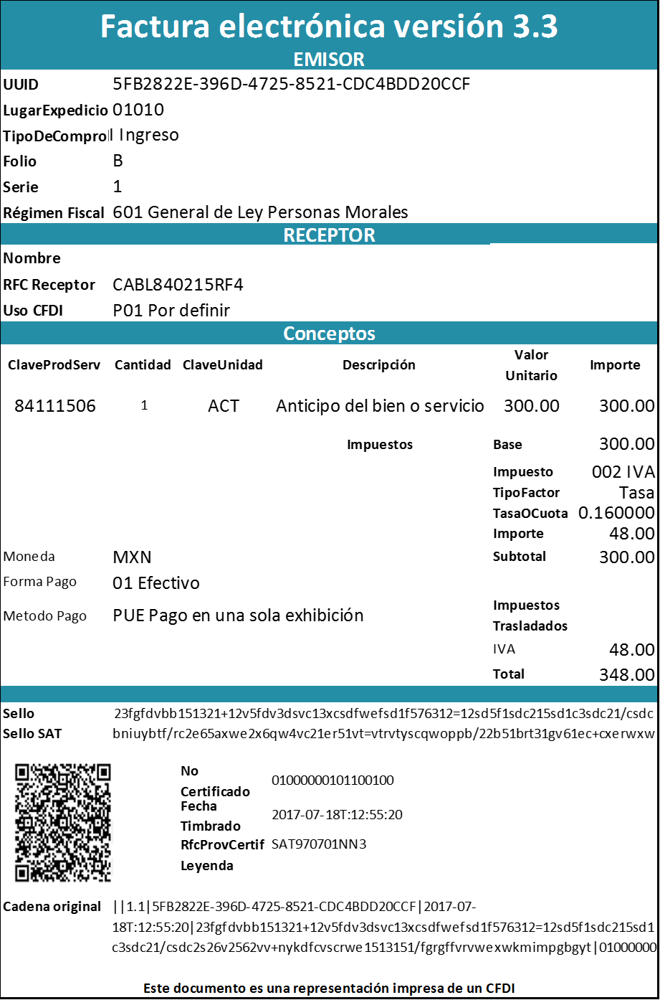 Factura electrónica versión 3.3
EMISOR
UUID 5FB2822E-396D-4725-8521-CDC4BDD20CCF
LugarExpedicio 01010
TipoDeCompro I Ingreso
Folio B
Serie 1
Régimen Fiscal 601 General de Ley Personas Morales
RECEPTOR
Nombre
RFC Receptor CABL840215RF4
Uso CFDI P01 Por definir
Conceptos
ClaveProdServ Cantidad ClaveUnidad Descripción Valor Unitario Importe
84111506 1 ACT Anticipo del bien o servicio 300.00 300.00
Impuestos Base 300.00
Impuesto 002 IVA
TipoFactor Tasa
TasaOCuota 0.160000
Importe 48.00
Moneda MXN Subtotal 300.00
Forma Pago 01 Efectivo
Metodo Pago PUE Pago en una sola exhibición Impuestos Trasladados
IVA 48.00
Total 348.00
Sello 23fgfdvbb151321+12v5fdv3dsvc13xcsdfwefsd1f576312=12sd5f1sdc215sd1c3sdc21/csdc
Sello SAT bniuybtf/rc2e65axwe2x6qw4vc21er51vt=vtrvtyscqwoppb/22b51brt31gv61ec+cxerwxw
No Certificado 01000000101100100
Fecha Timbrado 2017-07-18T:12:55:20
RfcProvCertif SAT970701NN3
Leyenda
Cadena original ||1.1|5FB2822E-396D-4725-8521-CDC4BDD20CCF|2017-07-
18T:12:55:20|23fgfdvbb151321+12v5fdv3dsvc13xcsdfwefsd1f576312=12sd5f1sdc215sd1
c3sdc21/csdc2s26v2562vv+nykdfcvscrwe1513151/fgrgffvrvwexwkmimpgbgyt|01000000
Este documento es una representación impresa de un CFDI